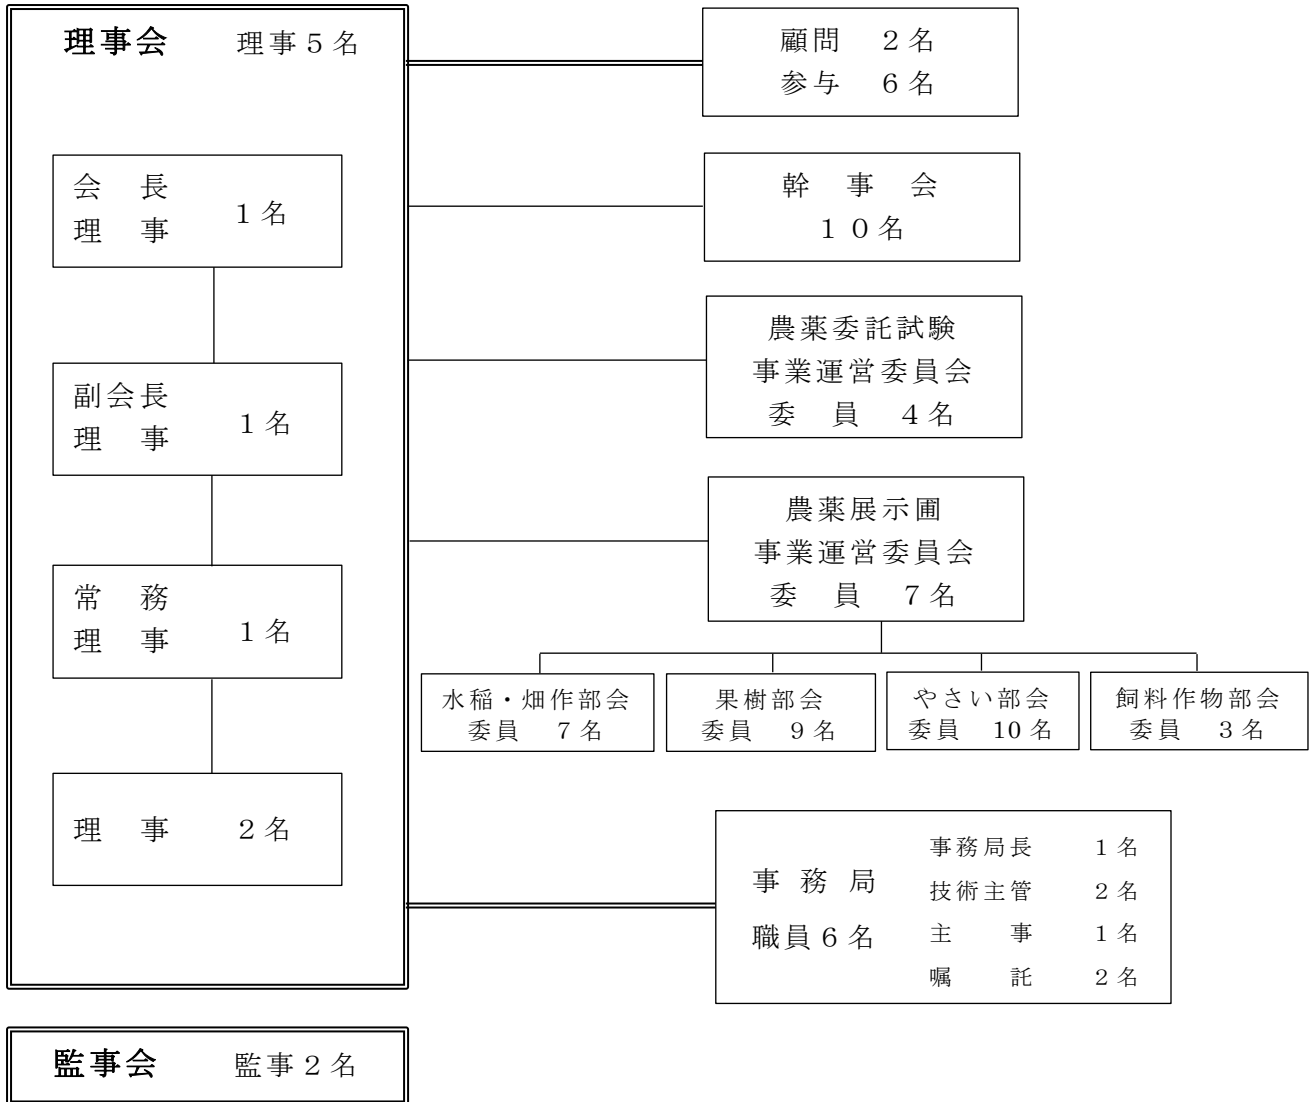 理事会　理事５名
会　長
理　事　１名
副会長
理　事　１名
常　務
理　事　１名
理　事　２名
顧問　２名
参与　６名
幹　事　会
１０名
農薬委託試験
事業運営委員会
委　員　４名
農薬展示圃
事業運営委員会
委　員　７名
水稲・畑作部会
委員　７名
果樹部会
委員　９名
やさい部会
委員　10名
飼料作物部会
委員　３名
事　務　局
職員６名
事務局長　１名
技術主管　２名
主　事　１名
嘱　託　２名
監事会　監事２名